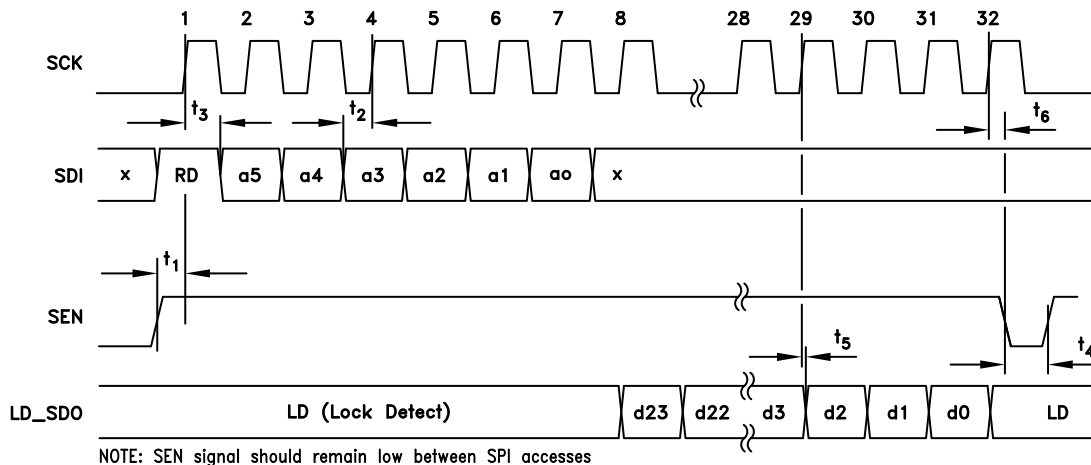 1 2 3 4 5 6 7 8 28 29 30 31 32
SCK
t3 t2 t6
SDI x RD a5 a4 a3 a2 a1 ao x
t1
SEN
t5 t4
LD_SDO LD (Lock Detect) d23 d22 d3 d2 d1 d0 LD
NOTE: SEN signal should remain low between SPI accesses